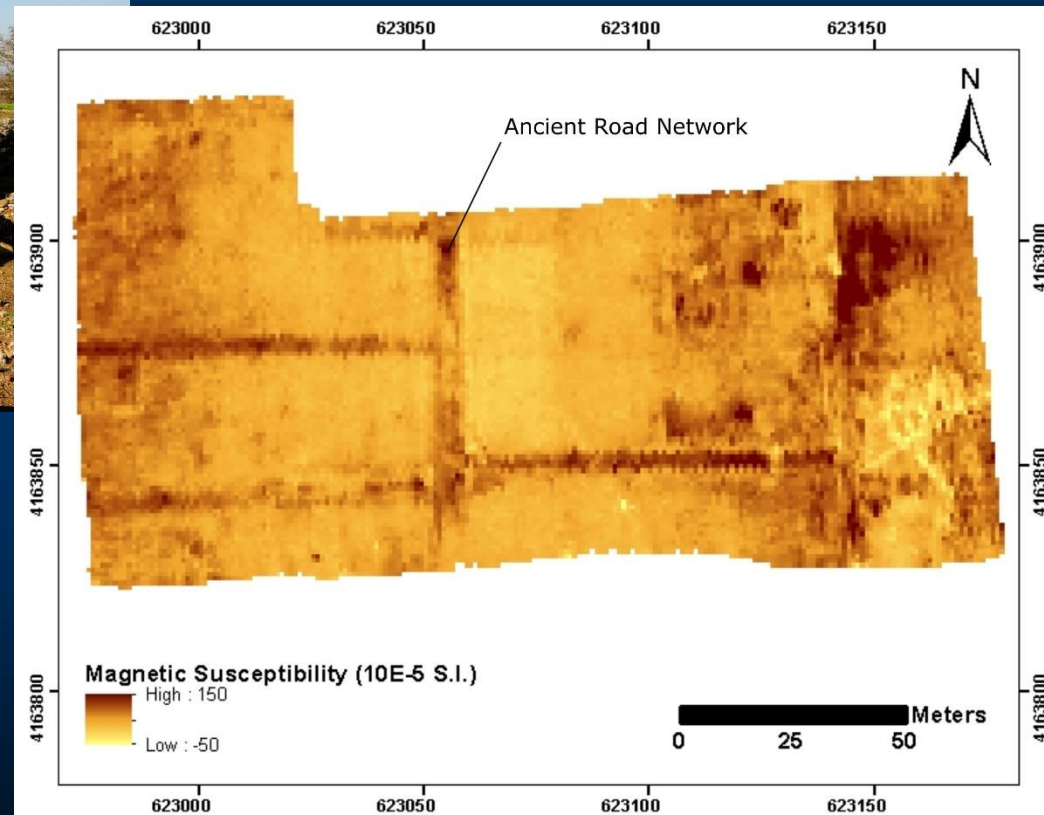 623000 623050 623100 623150
N
Ancient Road Network
4163900 4163900
4163850 4163850
4163800 4163800
Magnetic Susceptibility (10E-5 S.I.)
High : 150
Low : -50
Meters
0 25 50
623000 623050 623100 623150